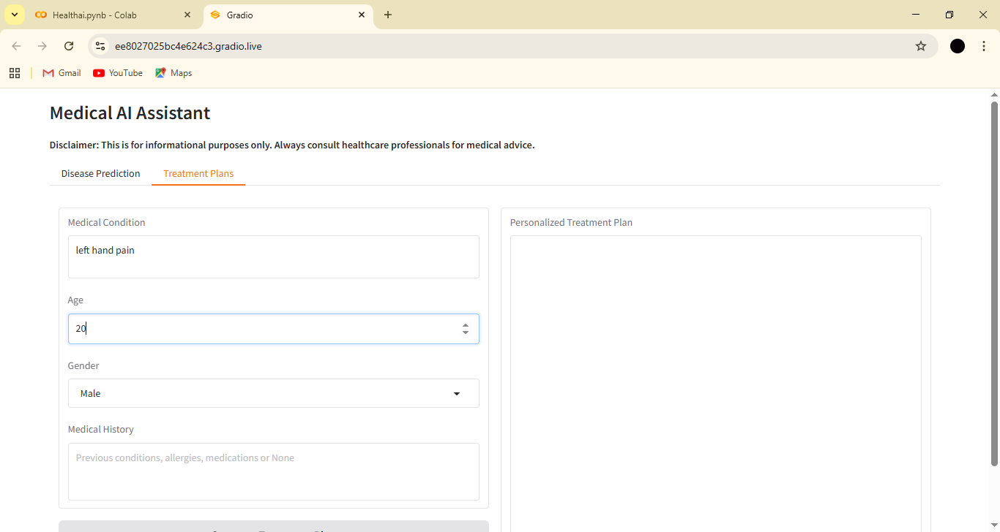 Healthai.pynb - Colab
Gradio
ee8027025bc4e624c3.gradio.live
Gmail
YouTube
Maps
Medical AI Assistant
Disclaimer: This is for informational purposes only. Always consult healthcare professionals for medical advice.
Disease Prediction
Treatment Plans
Medical Condition
left hand pain
Age
20
Gender
Male
Medical History
Previous conditions, allergies, medications or None
Personalized Treatment Plan